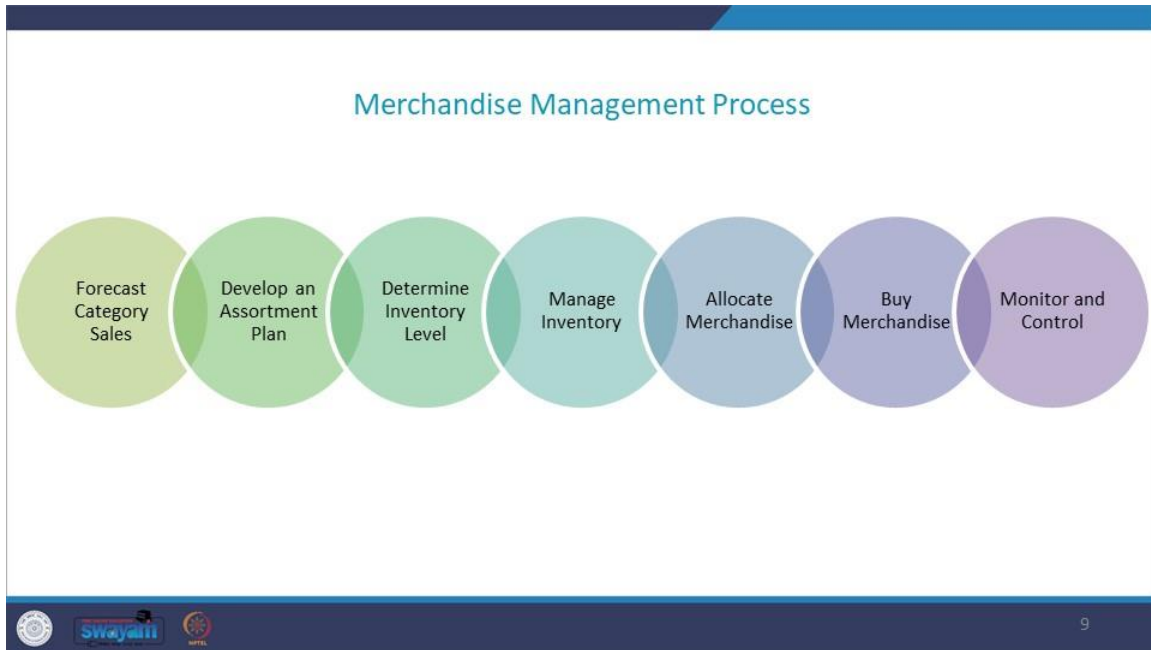 Merchandise Management Process
Forecast
Category
Sales
Develop an
Assortment
Plan
Determine
Inventory
Level
Manage
Inventory
Allocate
Merchandise
Buy
Merchandise
Monitor and
Control
swayam
NPTEL
9